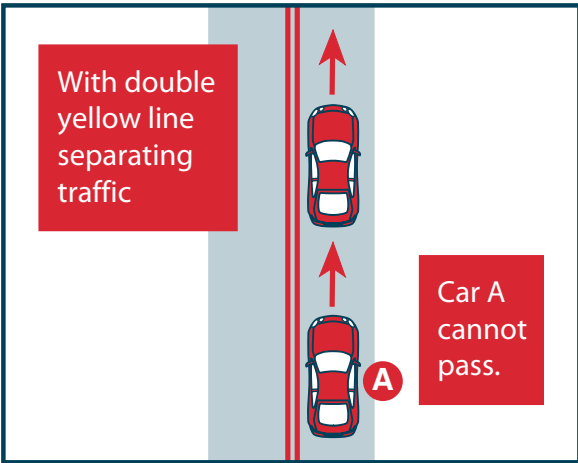 With double
yellow line
separating
traffic
Car A
cannot
pass.
A